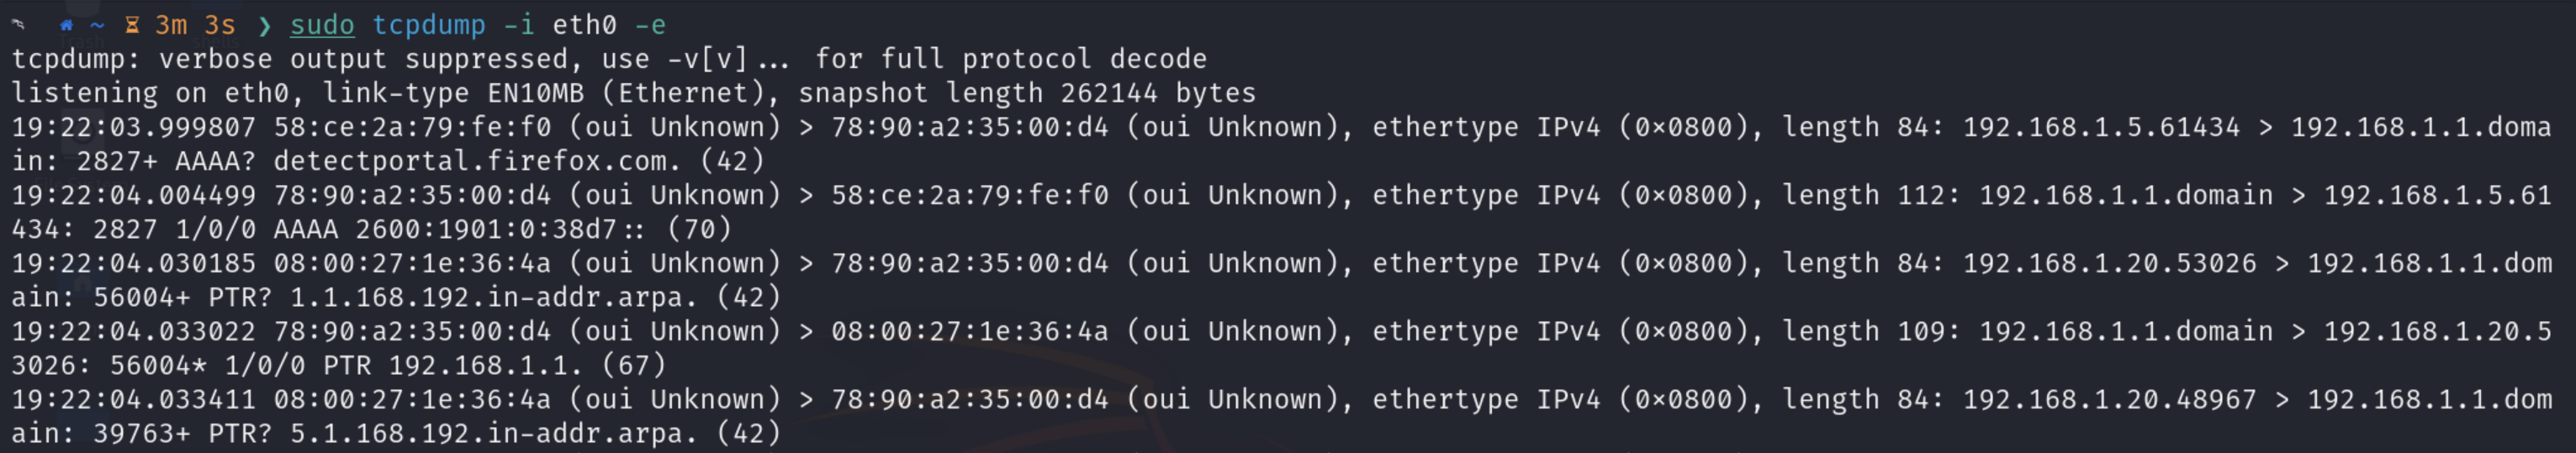 ~ 3m 3s ❯ sudo tcpdump -i eth0 -e
tcpdump: verbose output suppressed, use -v[v]... for full protocol decode
listening on eth0, link-type EN10MB (Ethernet), snapshot length 262144 bytes
19:22:03.999807 58:ce:2a:79:fe:f0 (oui Unknown) > 78:90:a2:35:00:d4 (oui Unknown), ethertype IPv4 (0×0800), length 84: 192.168.1.5.61434 > 192.168.1.1.doma
in: 2827+ AAAA? detectportal.firefox.com. (42)
19:22:04.004499 78:90:a2:35:00:d4 (oui Unknown) > 58:ce:2a:79:fe:f0 (oui Unknown), ethertype IPv4 (0×0800), length 112: 192.168.1.1.domain > 192.168.1.5.61
434: 2827 1/0/0 AAAA 2600:1901:0:38d7:: (70)
19:22:04.030185 08:00:27:1e:36:4a (oui Unknown) > 78:90:a2:35:00:d4 (oui Unknown), ethertype IPv4 (0×0800), length 84: 192.168.1.20.53026 > 192.168.1.1.dom
ain: 56004+ PTR? 1.1.168.192.in-addr.arpa. (42)
19:22:04.033022 78:90:a2:35:00:d4 (oui Unknown) > 08:00:27:1e:36:4a (oui Unknown), ethertype IPv4 (0×0800), length 109: 192.168.1.1.domain > 192.168.1.20.5
3026: 56004* 1/0/0 PTR 192.168.1.1. (67)
19:22:04.033411 08:00:27:1e:36:4a (oui Unknown) > 78:90:a2:35:00:d4 (oui Unknown), ethertype IPv4 (0×0800), length 84: 192.168.1.20.48967 > 192.168.1.1.dom
ain: 39763+ PTR? 5.1.168.192.in-addr.arpa. (42)